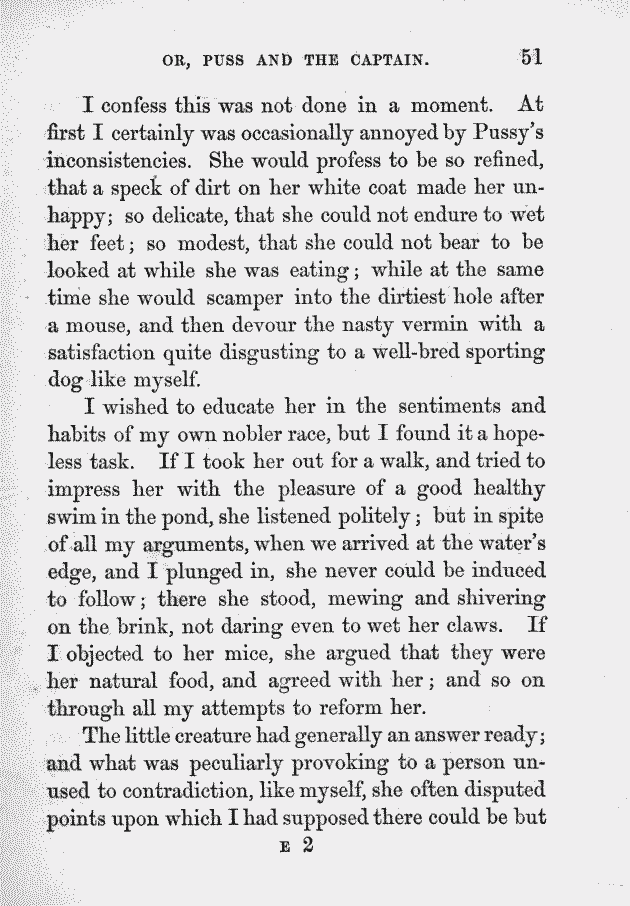 OR, PUSS AND THE CAPTAIN. 51
I confess this was not done in a moment. At
first I certainly was occasionally annoyed by Pussy's
inconsistencies. She would profess to be so refined,
that a speck of dirt on her white coat made her un-
happy; so delicate, that she could not endure to wet
her feet; so modest, that she could not bear to be
looked at while she was eating; while at the same
time she would scamper into the dirtiest hole after
a mouse, and then devour the nasty vermin with a
satisfaction quite disgusting to a well-bred sporting
dog like myself.
I wished to educate her in the sentiments and
habits of my own nobler race, but I found it a hope-
less task. If I took her out for a walk, and tried to
impress her with the pleasure of a good healthy
swim in the pond, she listened politely; but in spite
of all my arguments, when we arrived at the water's
edge, and I plunged in, she never could be induced
to follow; there she stood, mewing and shivering
on the brink, not daring even to wet her claws. If
I objected to her mice, she argued that they were
her natural food, and agreed with her; and so on
through all my attempts to reform her.
The little creature had generally an answer ready;
and what was peculiarly provoking to a person un-
used to contradiction, like myself, she often disputed
points upon which I had supposed there could be but
E 2